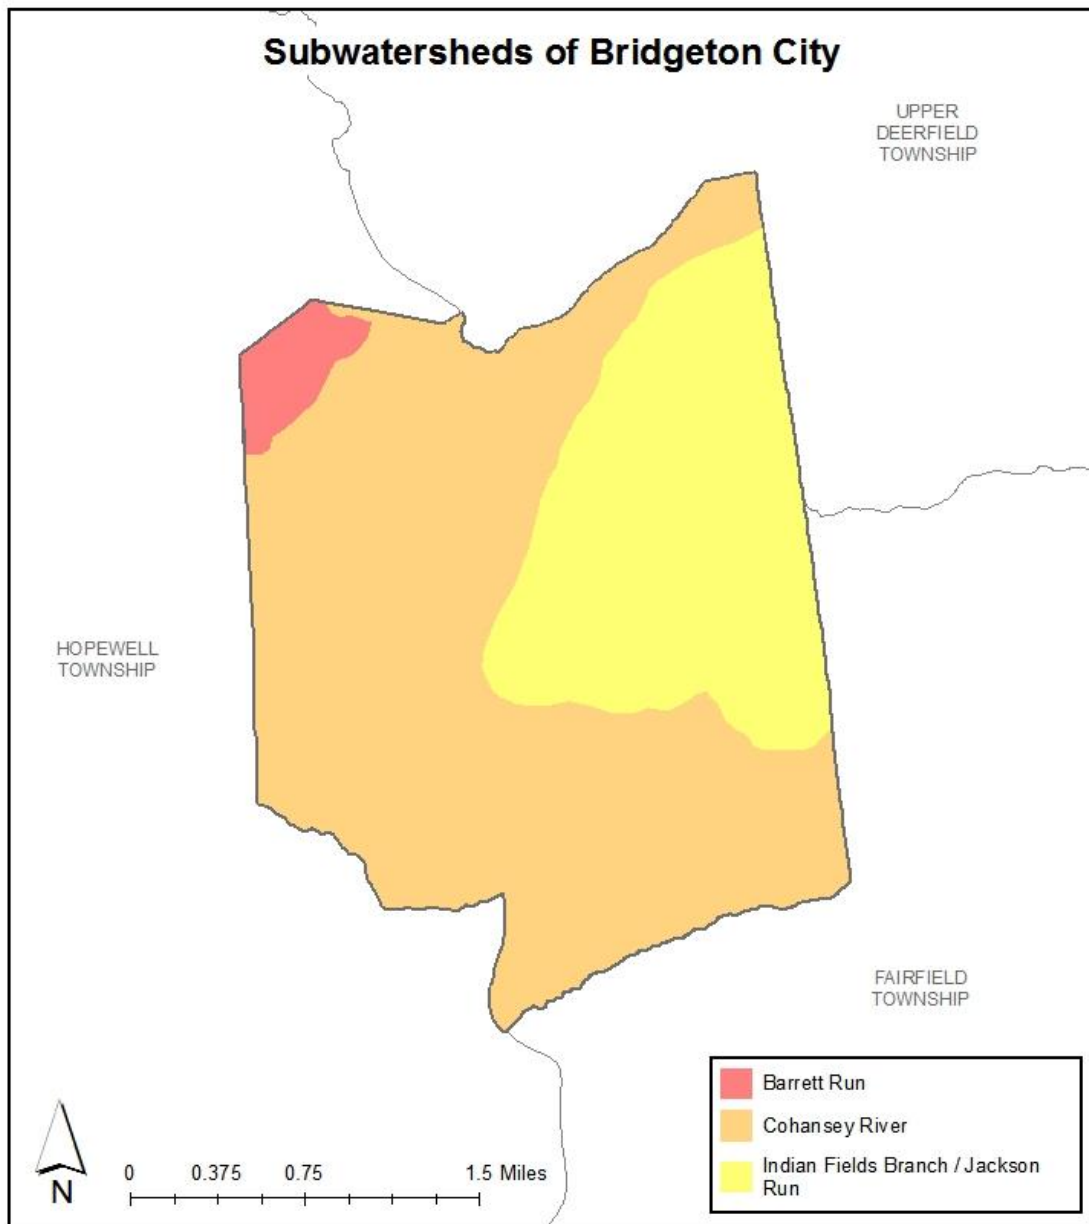 Subwatersheds of Bridgeton City
UPPER
DEERFIELD
TOWNSHIP
HOPEWELL
TOWNSHIP
FAIRFIELD
TOWNSHIP
Barrett Run
Cohansey River
Indian Fields Branch / Jackson
Run
N
0 0.375 0.75 1.5 Miles